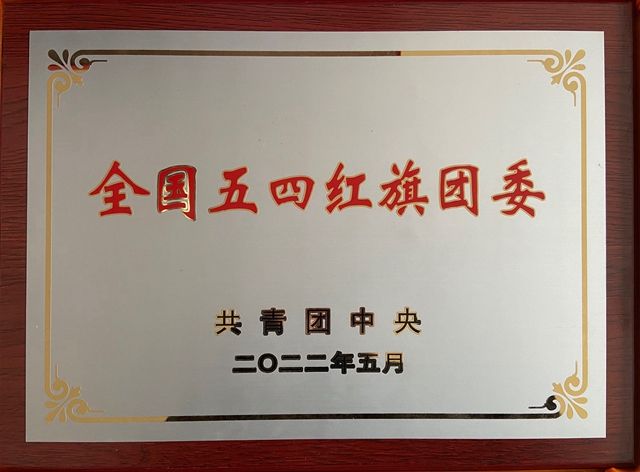 全国五四红旗团委
共青团中央
二〇二二年五月